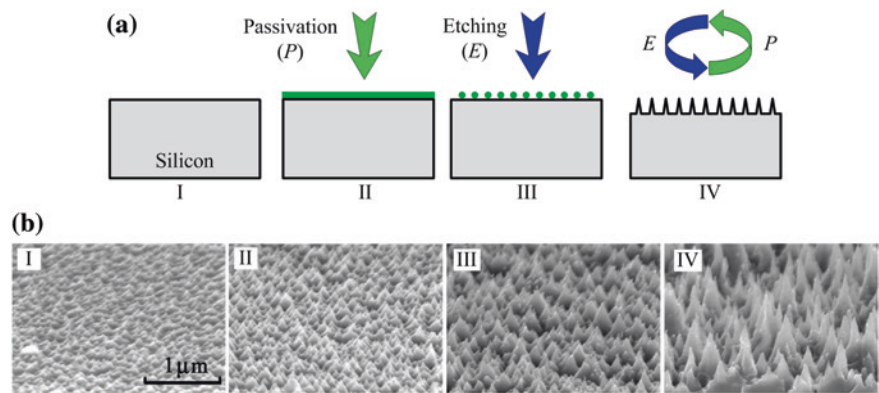 (a)
Passivation
(P)
Etching
(E)
E
P
Silicon
I
II
III
IV
(b)
I
II
III
IV
1μm